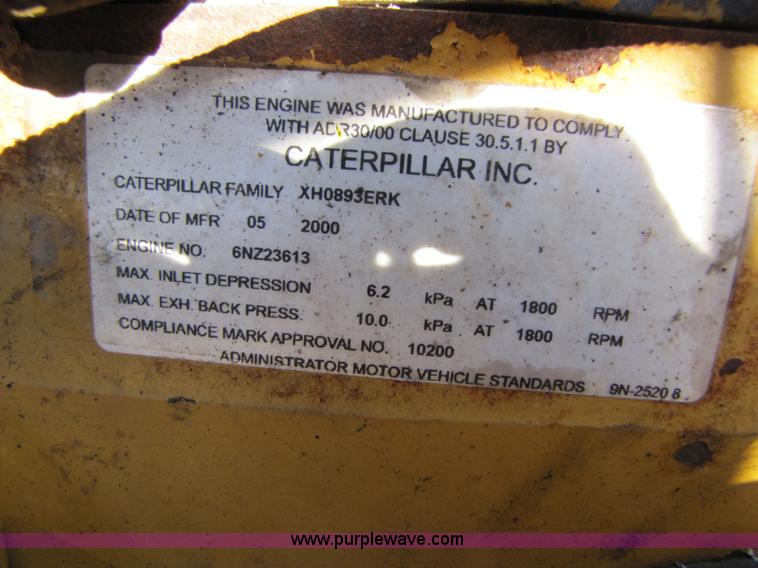 THIS ENGINE WAS MANUFACTURED TO COMPLY
WITH ADR30/00 CLAUSE 30.5.1.1 BY
CATERPILLAR INC.
CATERPILLAR FAMILY XH0893ERK
DATE OF MFR 05 2000
ENGINE NO. 6NZ23613
MAX. INLET DEPRESSION 6.2 kPa AT 1800 RPM
MAX. EXH. BACK PRESS. 10.0 kPa AT 1800 RPM
COMPLIANCE MARK APPROVAL NO. 10200
ADMINISTRATOR MOTOR VEHICLE STANDARDS 9N-2520 8
www.purplewave.com